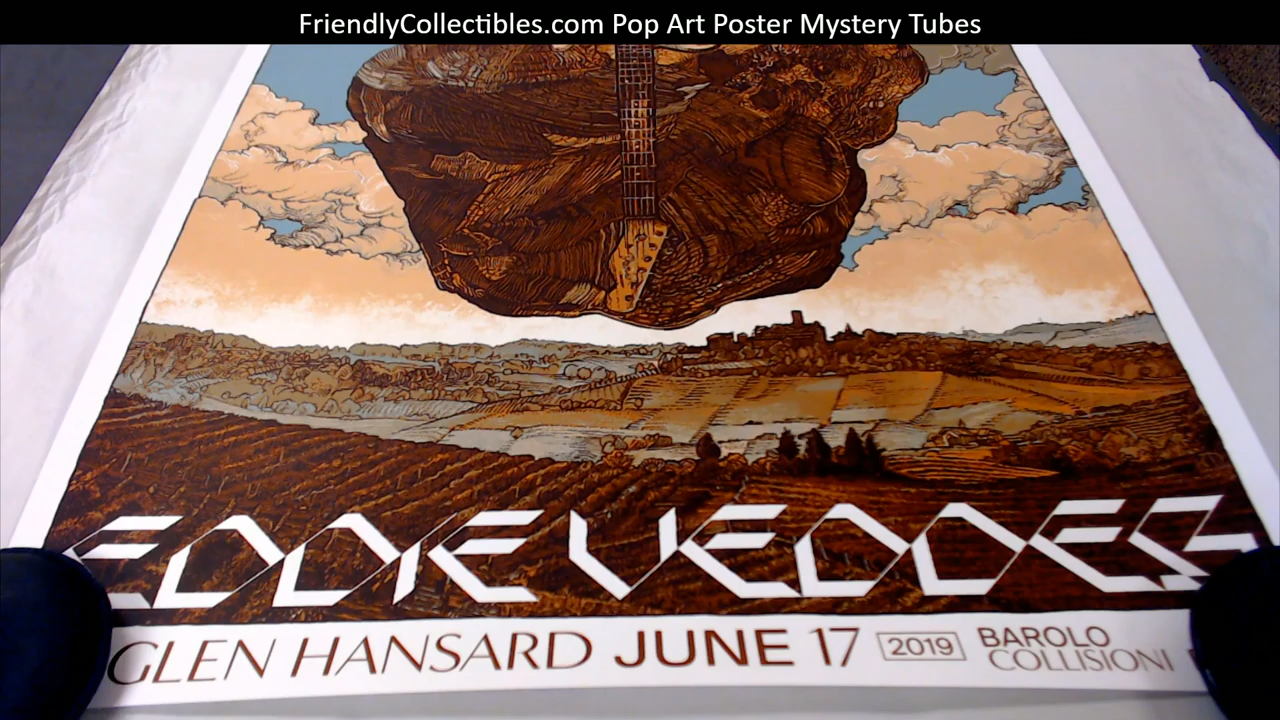 FriendlyCollectibles.com Pop Art Poster Mystery Tubes
EDDIE VEDDER
GLEN HANSARD JUNE 17 2019 BAROLO
COLLISIONI